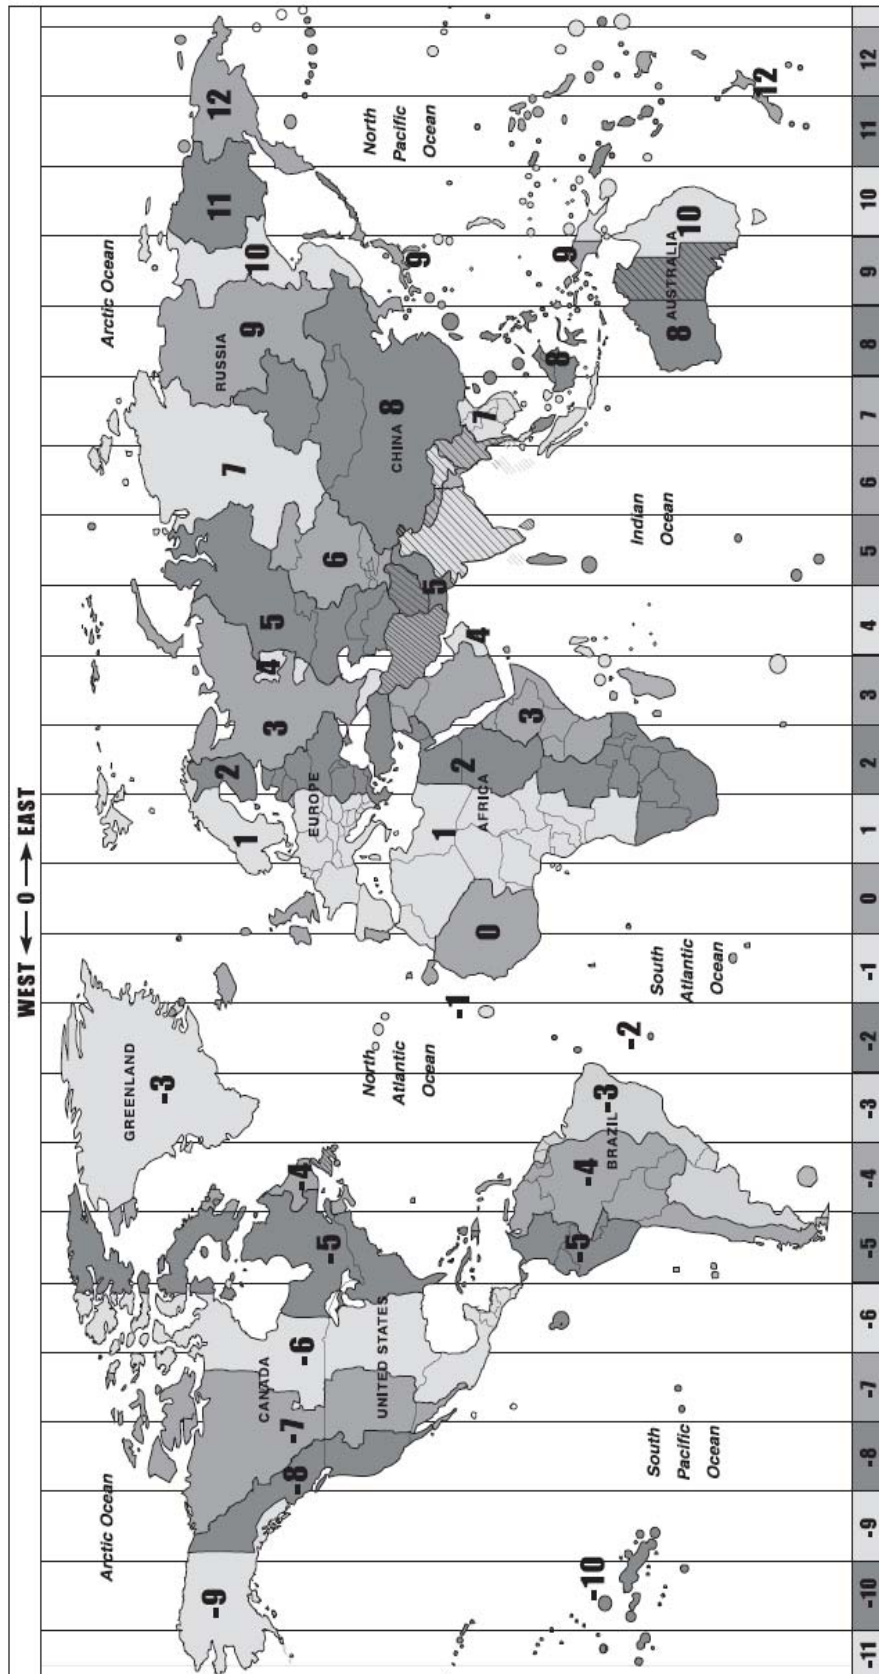 WEST ← 0 → EAST
Arctic Ocean
Arctic Ocean
GREENLAND
-3
-9
12
11
RUSSIA
2
7
1
9
10
CANADA
4
5
3
-7
-8
-6
-4
EUROPE
-5
6
North
Atlantic
Ocean
North
Pacific
Ocean
UNITED STATES
CHINA
8
9
5
1
-1
2
4
AFRICA
7
0
3
8
9
-5
-4
-10
-3
BRAZIL
-2
Indian
Ocean
South
Pacific
Ocean
South
Atlantic
Ocean
AUSTRALIA
8
10
12
-11 -10 -9 -8 -7 -6 -5 -4 -3 -2 -1 0 1 2 3 4 5 6 7 8 9 10 11 12